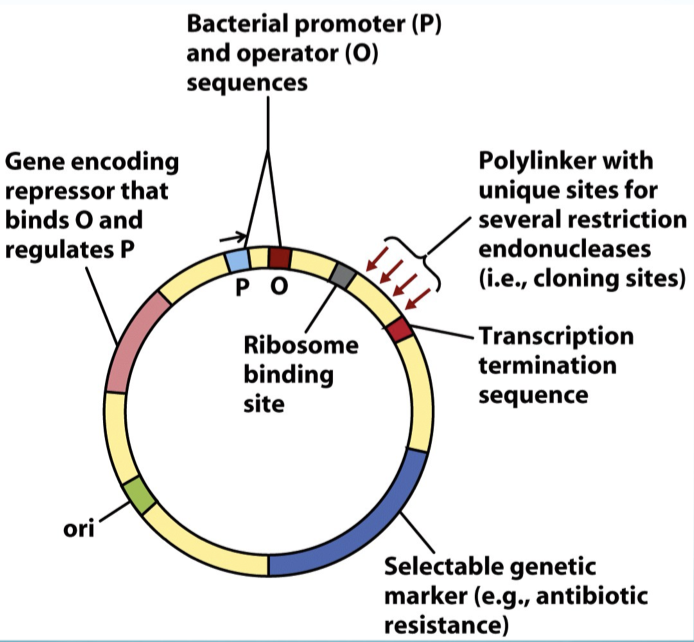 Bacterial promoter (P)
and operator (O)
sequences
Gene encoding
repressor that
binds O and
regulates P
Polylinker with
unique sites for
several restriction
endonucleases
(i.e., cloning sites)
P O
Ribosome
binding
site
Transcription
termination
sequence
ori
Selectable genetic
marker (e.g., antibiotic
resistance)